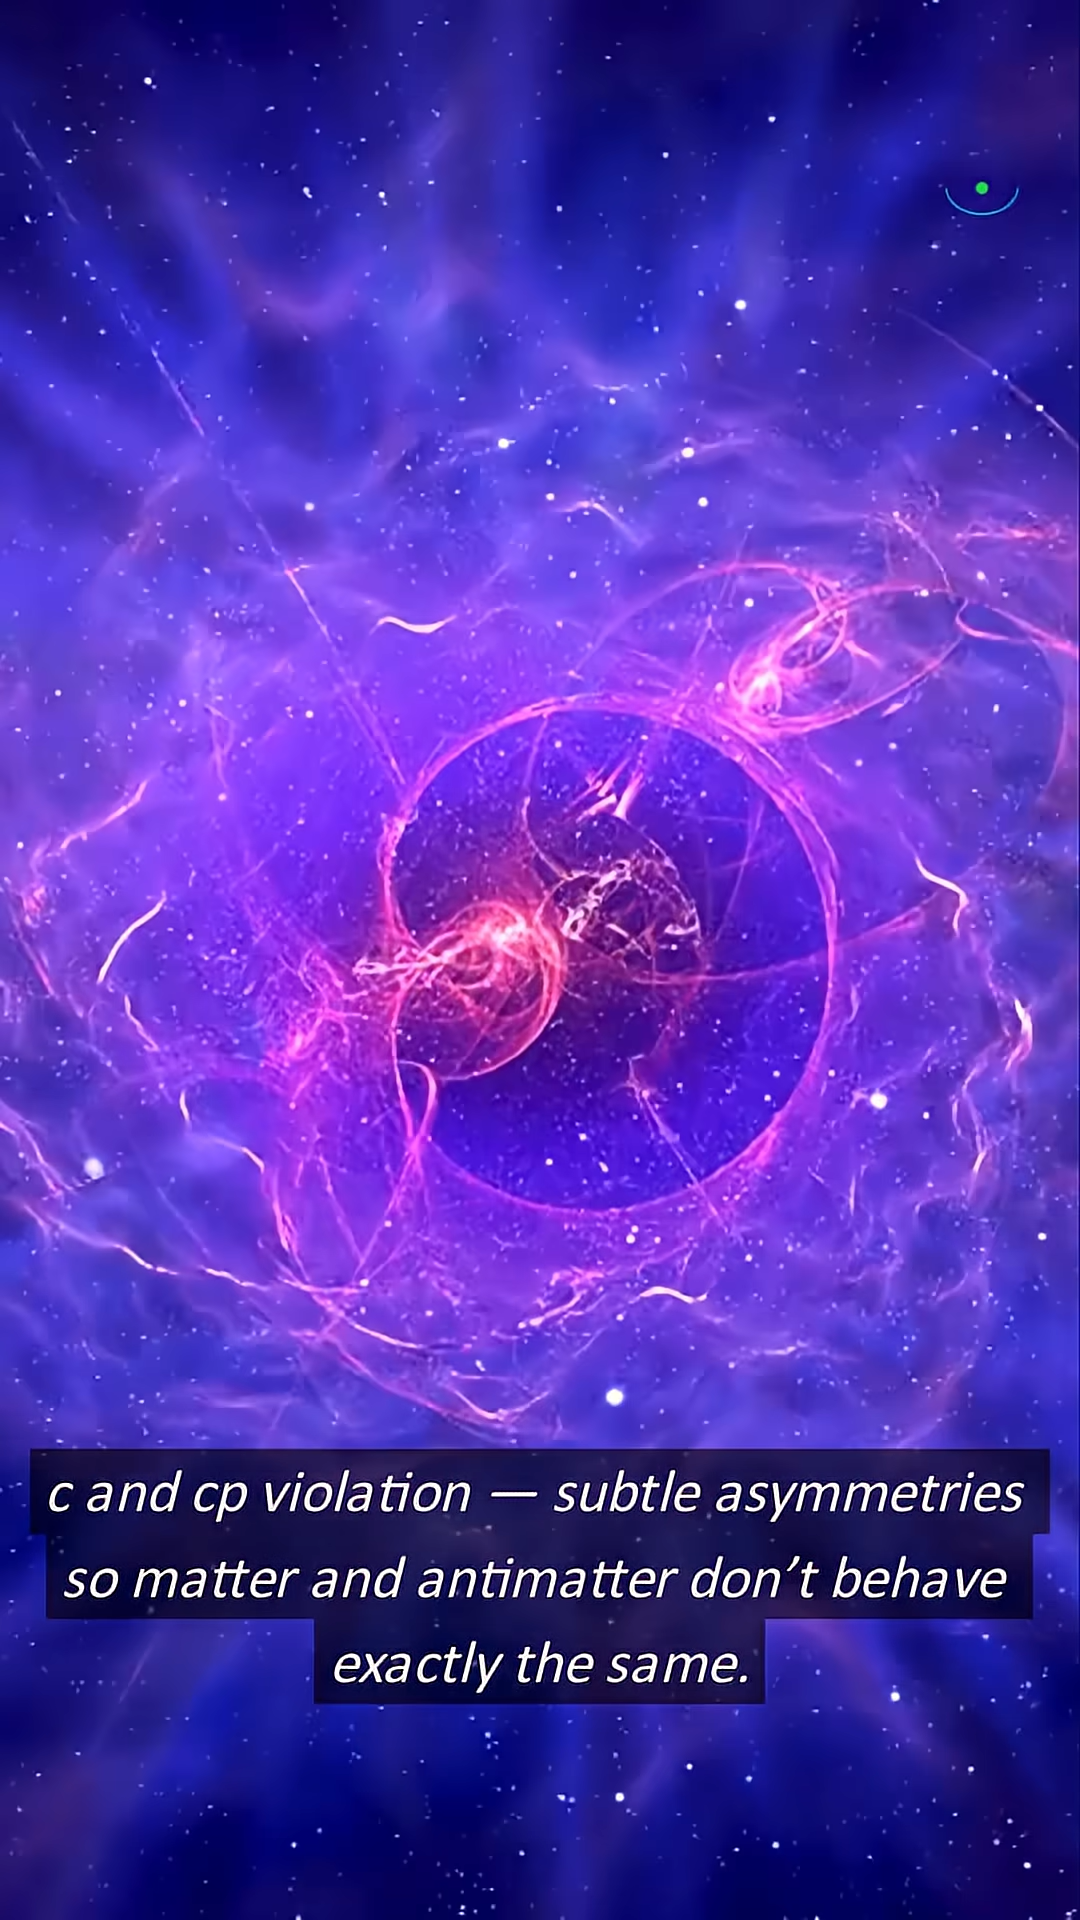 c and cp violation — subtle asymmetries
so matter and antimatter don’t behave
exactly the same.